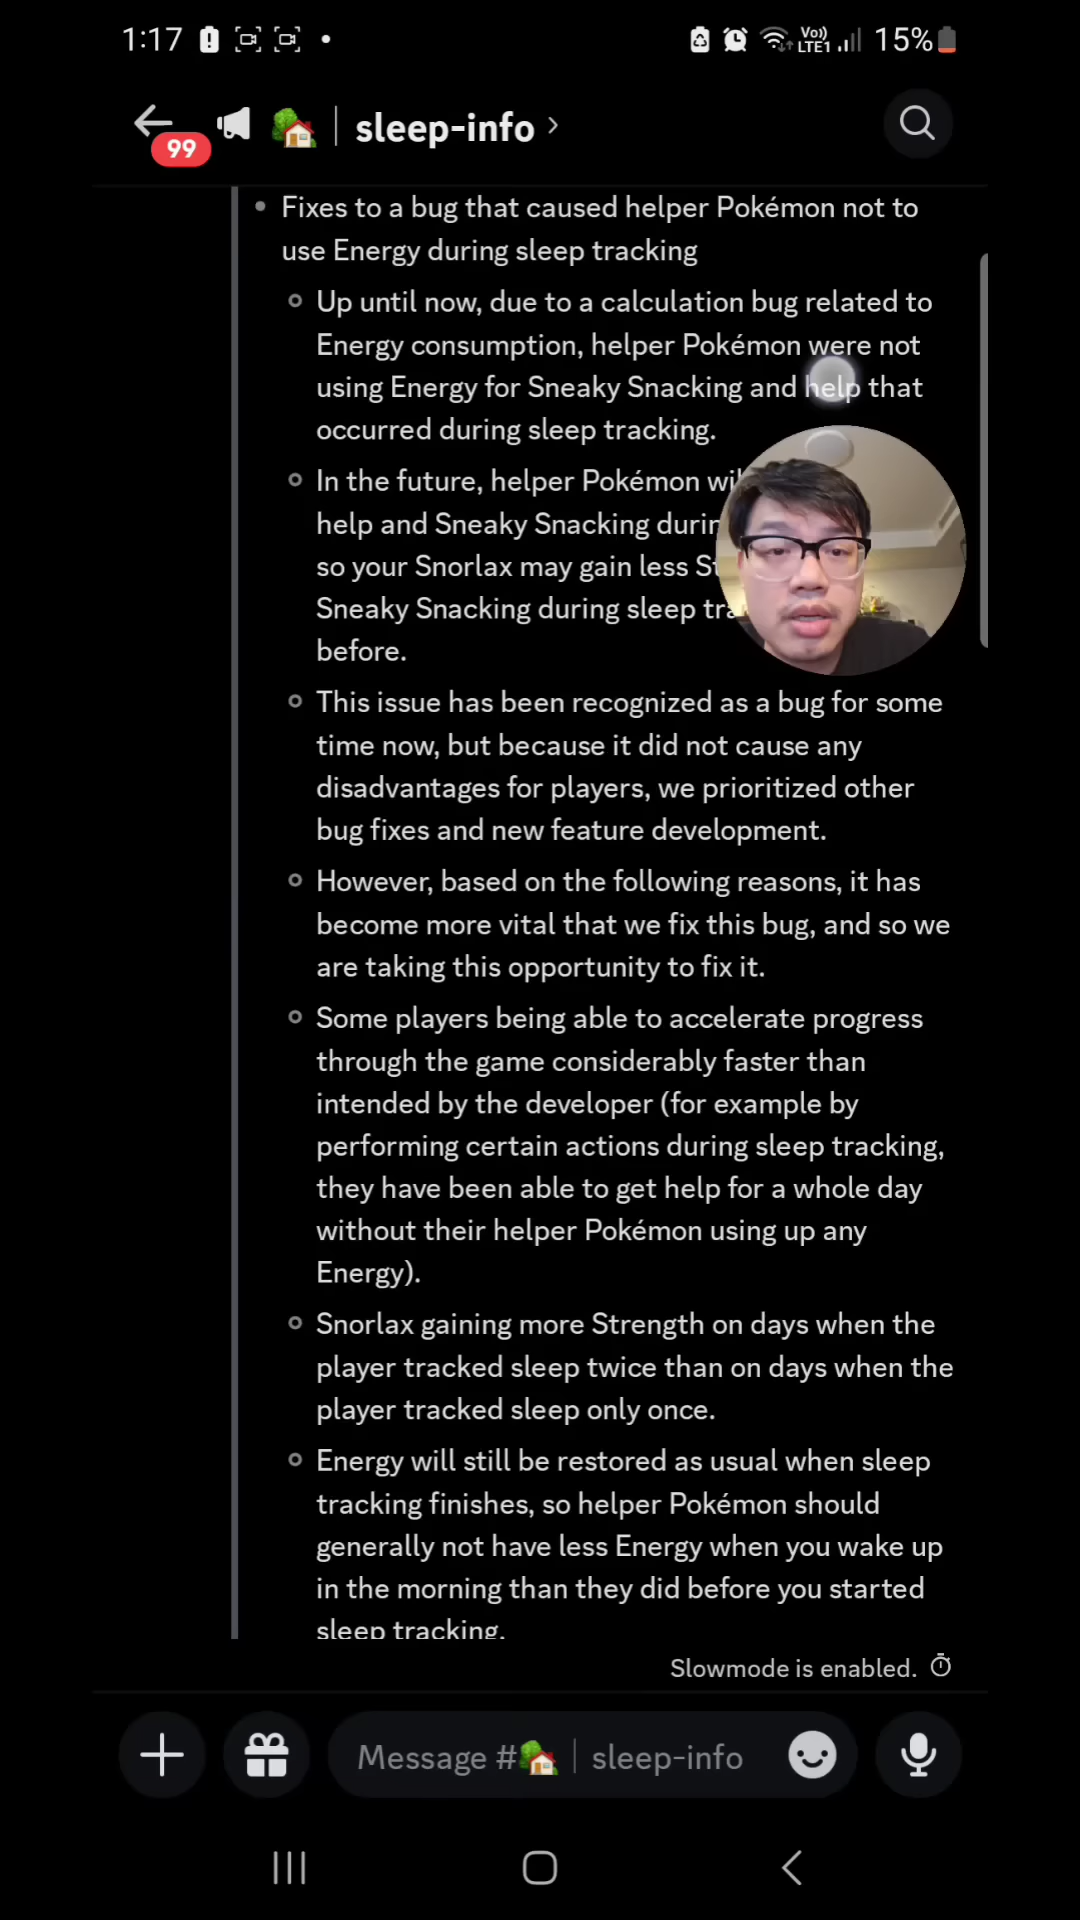 1:17
Vo)) LTE1
15%
99
sleep-info
Fixes to a bug that caused helper Pokémon not to
use Energy during sleep tracking
Up until now, due to a calculation bug related to
Energy consumption, helper Pokémon were not
using Energy for Sneaky Snacking and help that
occurred during sleep tracking.
In the future, helper Pokémon
help and Sneaky Snacking
so your Snorlax may gain less
Sneaky Snacking during sleep
before.
This issue has been recognized as a bug for some
time now, but because it did not cause any
disadvantages for players, we prioritized other
bug fixes and new feature development.
However, based on the following reasons, it has
become more vital that we fix this bug, and so we
are taking this opportunity to fix it.
Some players being able to accelerate progress
through the game considerably faster than
intended by the developer (for example by
performing certain actions during sleep tracking,
they have been able to get help for a whole day
without their helper Pokémon using up any
Energy).
Snorlax gaining more Strength on days when the
player tracked sleep twice than on days when the
player tracked sleep only once.
Energy will still be restored as usual when sleep
tracking finishes, so helper Pokémon should
generally not have less Energy when you wake up
in the morning than they did before you started
sleep tracking.
Slowmode is enabled.
Message # | sleep-info